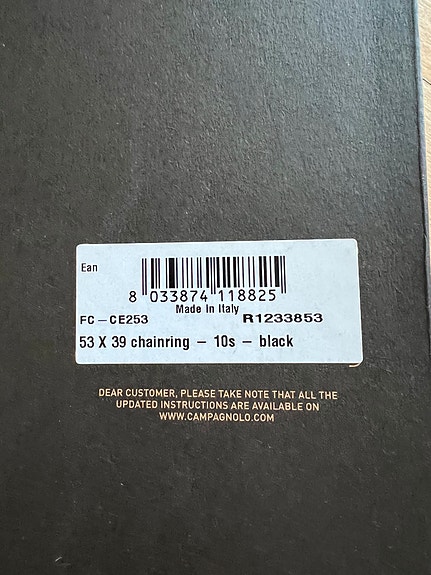 Ean
8 033874 118825
Made In Italy
FC-CE253 R1233853
53 X 39 chainring - 10s - black
DEAR CUSTOMER, PLEASE TAKE NOTE THAT ALL THE
UPDATED INSTRUCTIONS ARE AVAILABLE ON
WWW.CAMPAGNOLO.COM